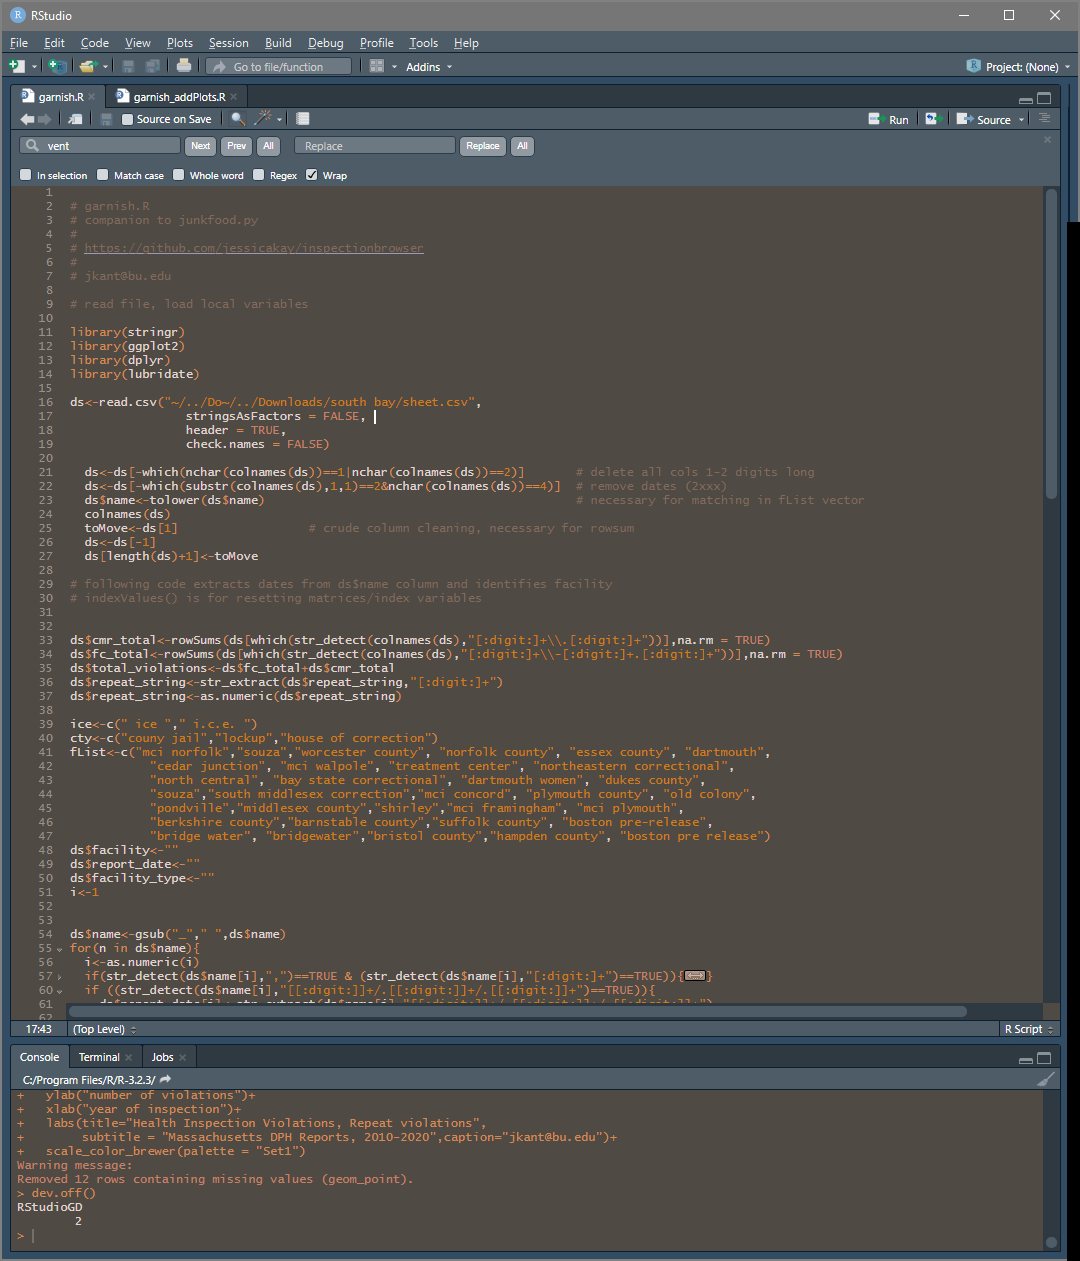 RStudio
File Edit Code View Plots Session Build Debug Profile Tools Help
Go to file/function Addins Project: (None)
garnish.R garnish_addPlots.R
Source on Save Run Source
vent Next Prev All Replace Replace All
In selection Match case Whole word Regex Wrap
1
2 # garnish.R
3 # companion to junkfood.py
4 #
5 # https://github.com/jessicakay/inspectionbrowser
6 #
7 # jkant@bu.edu
8
9 # read file, load local variables
10
11 library(stringr)
12 library(ggplot2)
13 library(dplyr)
14 library(lubridate)
15
16 ds<-read.csv("~/../Do~/../Downloads/south bay/sheet.csv",
17 stringsAsFactors = FALSE,
18 header = TRUE,
19 check.names = FALSE)
20
21 ds<-ds[-which(nchar(colnames(ds))==1|nchar(colnames(ds))==2)] # delete all cols 1-2 digits long
22 ds<-ds[-which(substr(colnames(ds),1,1)==2&nchar(colnames(ds))==4)] # remove dates (2xxx)
23 ds$name<-tolower(ds$name) # necessary for matching in fList vector
24 colnames(ds)
25 toMove<-ds[1] # crude column cleaning, necessary for rowsum
26 ds<-ds[-1]
27 ds[length(ds)+1]<-toMove
28
29 # following code extracts dates from ds$name column and identifies facility
30 # indexValues() is for resetting matrices/index variables
31
32
33 ds$cmr_total<-rowSums(ds[which(str_detect(colnames(ds),"[:digit:]+\\.[:digit:]+"))],na.rm = TRUE)
34 ds$fc_total<-rowSums(ds[which(str_detect(colnames(ds),"[:digit:]+\\-[:digit:]+.[:digit:]+"))],na.rm = TRUE)
35 ds$total_violations<-ds$fc_total+ds$cmr_total
36 ds$repeat_string<-str_extract(ds$repeat_string,"[:digit:]+")
37 ds$repeat_string<-as.numeric(ds$repeat_string)
38
39 ice<-c(" ice "," i.c.e. ")
40 cty<-c("couny jail","lockup","house of correction")
41 fList<-c("mci norfolk","souza","worcester county", "norfolk county", "essex county", "dartmouth",
42 "cedar junction", "mci walpole", "treatment center", "northeastern correctional",
43 "north central", "bay state correctional", "dartmouth women", "dukes county",
44 "souza","south middlesex correction","mci concord", "plymouth county", "old colony",
45 "pondville","middlesex county","shirley","mci framingham", "mci plymouth",
46 "berkshire county","barnstable county","suffolk county", "boston pre-release",
47 "bridge water", "bridgewater","bristol county","hampden county", "boston pre release")
48 ds$facility<-""
49 ds$report_date<-""
50 ds$facility_type<-""
51 i<-1
52
53
54 ds$name<-gsub("_"," ",ds$name)
55 for(n in ds$name){
56 i<-as.numeric(i)
57 if(str_detect(ds$name[i],",")==TRUE & (str_detect(ds$name[i],"[:digit:]+")==TRUE)){}
60 if ((str_detect(ds$name[i],"[[:digit:]]+/.[[:digit:]]+/.[[:digit:]]+")==TRUE)){
61 ds$report_date[i]<-str_extract(ds$name[i],"[[:digit:]]+/.[[:digit:]]+/.[[:digit:]]+")
62
17:43 (Top Level) R Script
Console Terminal Jobs
C:/Program Files/R/R-3.2.3/
+ ylab("number of violations")+
+ xlab("year of inspection")+
+ labs(title="Health Inspection Violations, Repeat violations",
+ subtitle = "Massachusetts DPH Reports, 2010-2020",caption="jkant@bu.edu")+
+ scale_color_brewer(palette = "Set1")
Warning message:
Removed 12 rows containing missing values (geom_point).
> dev.off()
RStudioGD
2
>